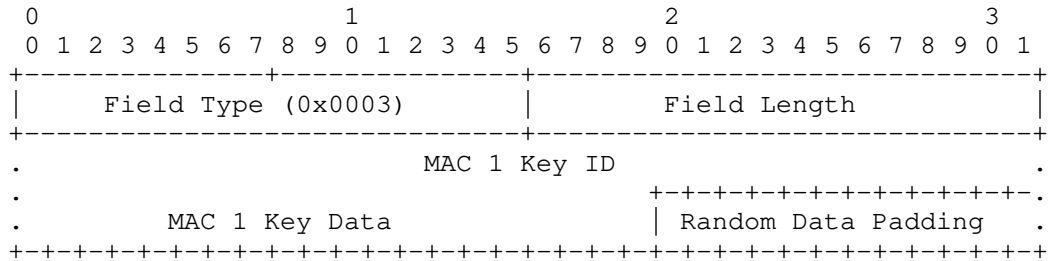 0                   1                   2                   3
0 1 2 3 4 5 6 7 8 9 0 1 2 3 4 5 6 7 8 9 0 1 2 3 4 5 6 7 8 9 0 1
+---------------+---------------+-------------------------------+
|     Field Type (0x0003)       |        Field Length           |
+-------------------------------+-------------------------------+
.                         MAC 1 Key ID                          .
.                                       +-+-+-+-+-+-+-+-+-+-+-+-.
.         MAC 1 Key Data                | Random Data Padding   .
+-+-+-+-+-+-+-+-+-+-+-+-+-+-+-+-+-+-+-+-+-+-+-+-+-+-+-+-+-+-+-+-+